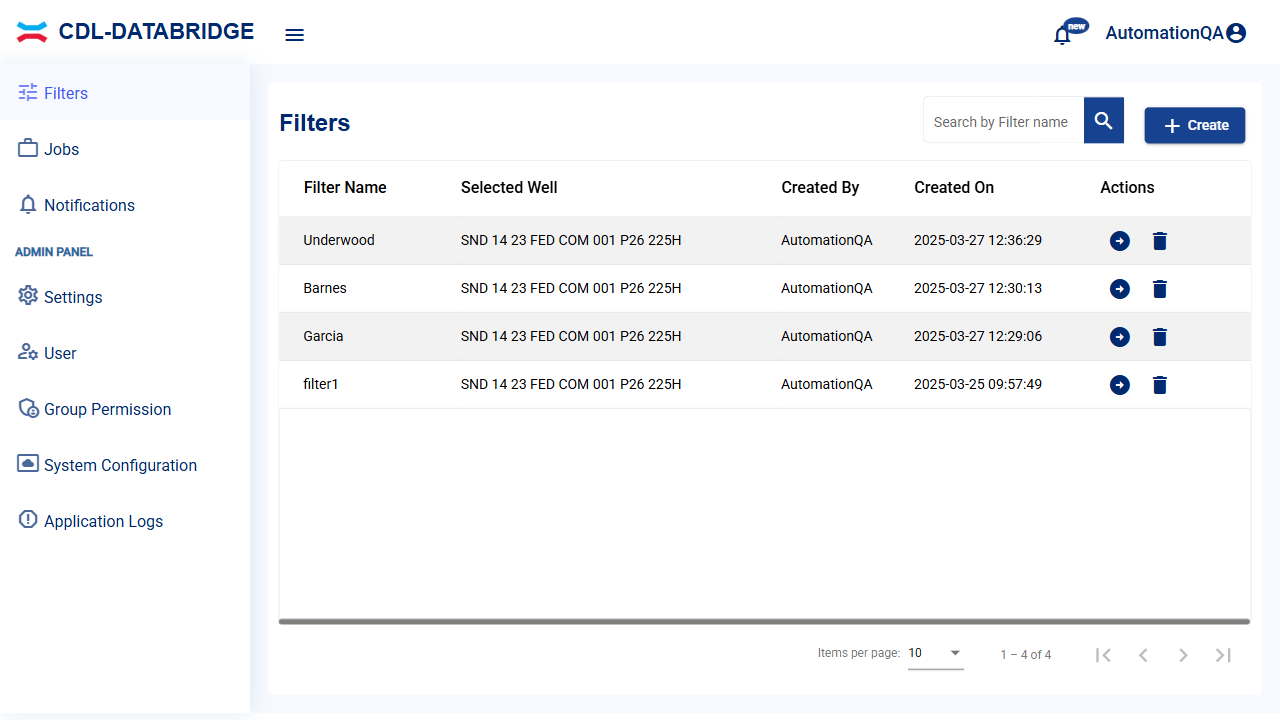 CDL-DATABRIDGE
new
AutomationQA
Filters
Jobs
Notifications
ADMIN PANEL
Settings
User
Group Permission
System Configuration
Application Logs
Filters
Search by Filter name
Create
Filter Name Selected Well Created By Created On Actions
Underwood SND 14 23 FED COM 001 P26 225H AutomationQA 2025-03-27 12:36:29
Barnes SND 14 23 FED COM 001 P26 225H AutomationQA 2025-03-27 12:30:13
Garcia SND 14 23 FED COM 001 P26 225H AutomationQA 2025-03-27 12:29:06
filter1 SND 14 23 FED COM 001 P26 225H AutomationQA 2025-03-25 09:57:49
Items per page: 10 1 – 4 of 4